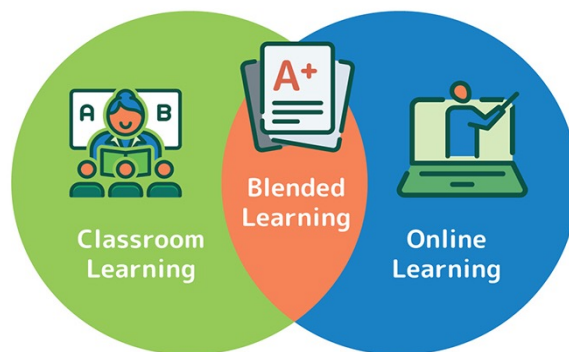 A+
A B
Blended
Learning
Classroom
Learning
Online
Learning